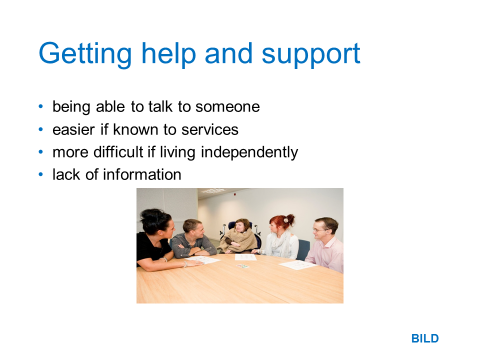 Getting help and support
• being able to talk to someone
• easier if known to services
• more difficult if living independently
• lack of information
BILD